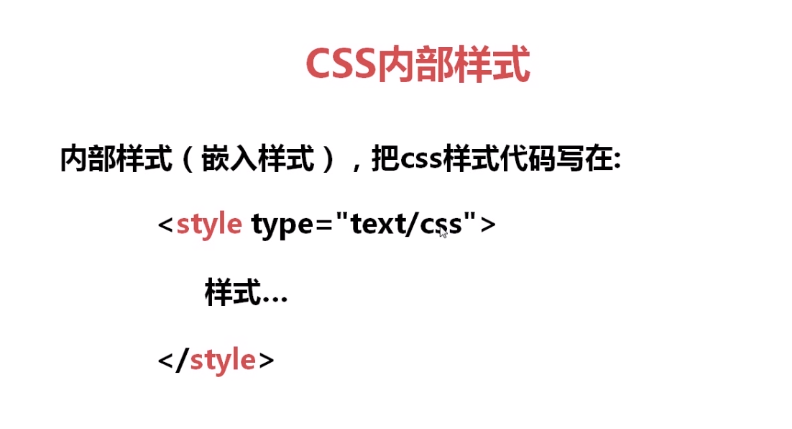 CSS内部样式
内部样式（嵌入样式），把css样式代码写在:
<style type="text/css">
样式...
</style>